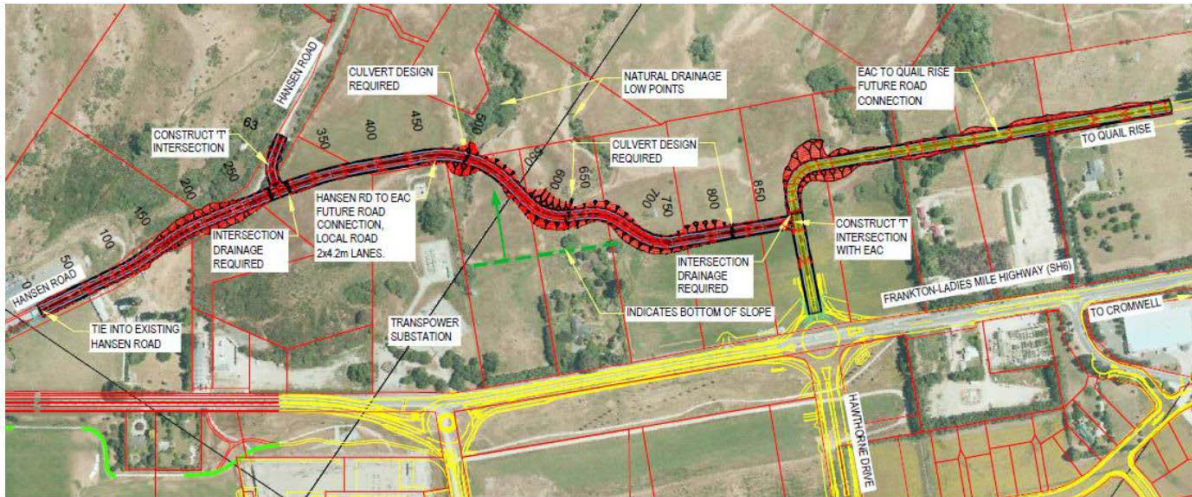 HANSEN ROAD
CULVERT DESIGN
REQUIRED
NATURAL DRAINAGE
LOW POINTS
EAC TO QUAIL RISE
FUTURE ROAD
CONNECTION
CONSTRUCT 'T'
INTERSECTION
63
TO QUAIL RISE
CULVERT DESIGN
REQUIRED
0
50
100
150
200
250
350
400
450
500
550
600
650
700
750
800
850
INTERSECTION
DRAINAGE
REQUIRED
HANSEN RD TO EAC
FUTURE ROAD
CONNECTION,
LOCAL ROAD
2x4.2m LANES.
CONSTRUCT 'T'
INTERSECTION
WITH EAC
INTERSECTION
DRAINAGE
REQUIRED
HANSEN ROAD
TIE INTO EXISTING
HANSEN ROAD
TRANSPOWER
SUBSTATION
INDICATES BOTTOM OF SLOPE
FRANKTON-LADIES MILE HIGHWAY (SH6)
TO CROMWELL
HAWTHORNE DRIVE